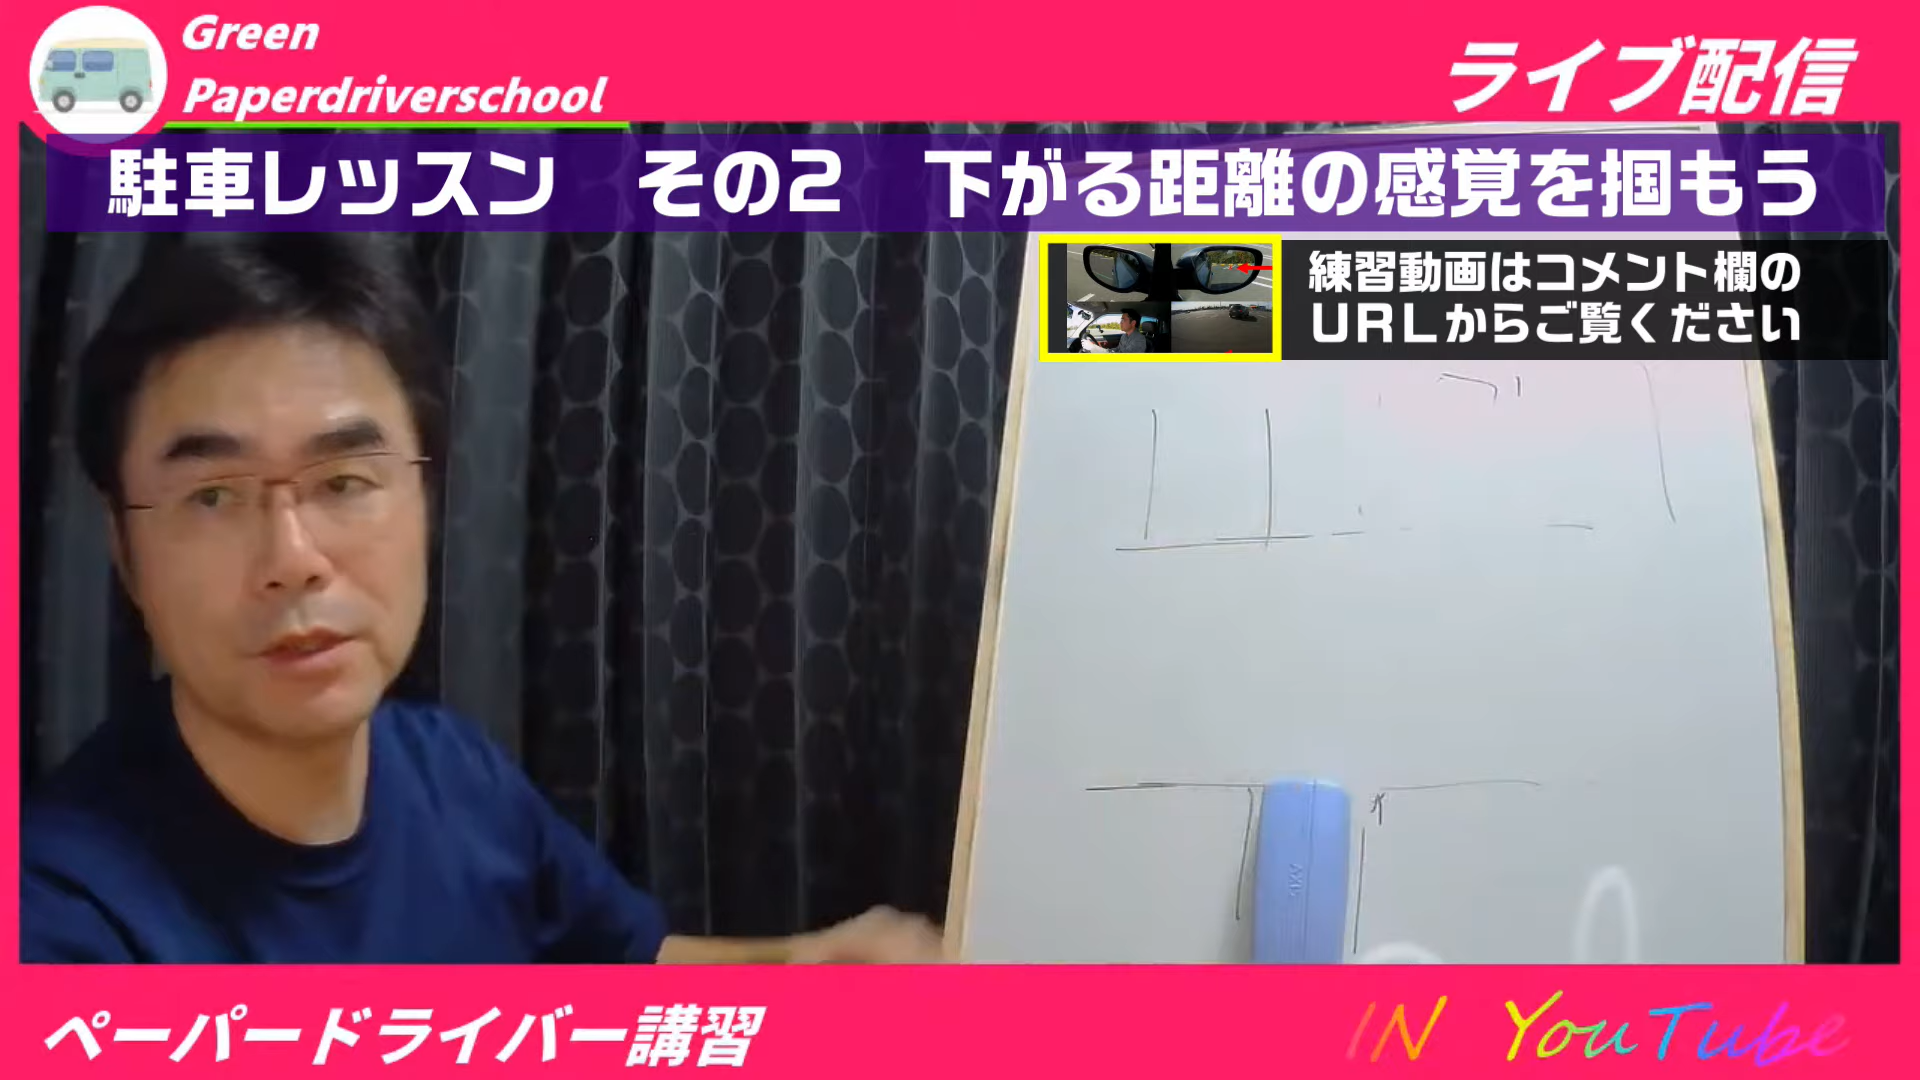 Green
Paperdriverschool
ライブ配信
駐車レッスン　その2　下がる距離の感覚を掴もう
練習動画はコメント欄の
URLからご覧ください
ペーパードライバー講習
IN YouTube